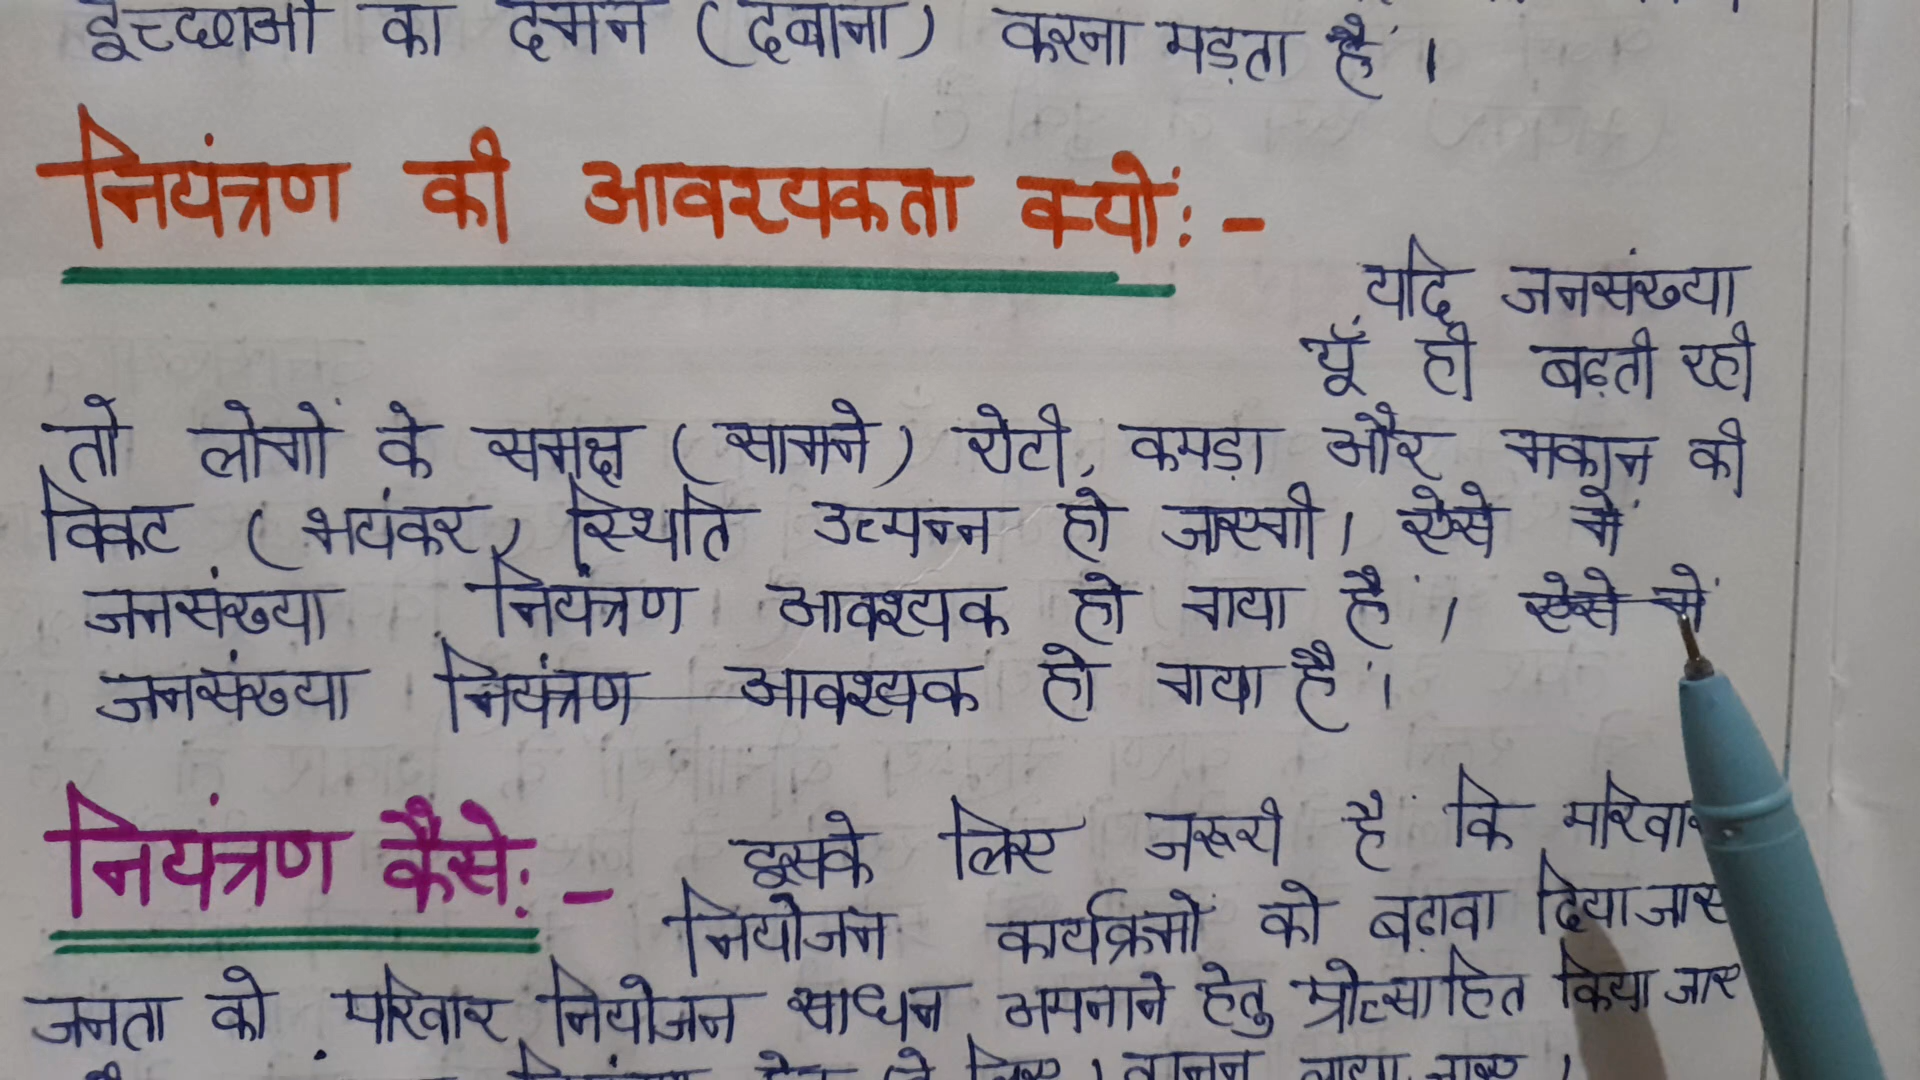 इच्छाओं का दमन (दबाना) करना पड़ता है।
नियंत्रण की आवश्यकता क्यों:-
यदि जनसंख्या
यूँ ही बढ़ती रही
तो लोगों के समक्ष (सामने) रोटी, कपड़ा और मकान की
विकट (भयंकर) स्थिति उत्पन्न हो जाएगी। ऐसे में
जनसंख्या नियंत्रण आवश्यक हो गया है। ऐसे में
जनसंख्या नियंत्रण आवश्यक हो गया है।
नियंत्रण कैसे:- इसके लिए जरूरी है कि परिवार
नियोजन कार्यक्रमों को बढ़ावा दिया जाए
जनता को परिवार नियोजन साधन अपनाने हेतु प्रोत्साहित किया जाए